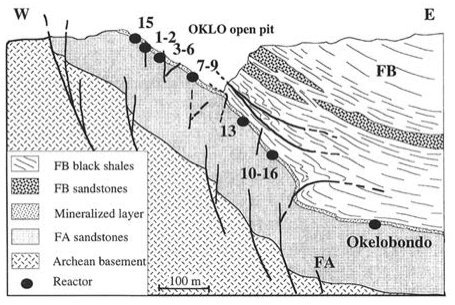 W
E
15
OKLO open pit
1-2
3-6
7-9
FB
13
10-16
FB black shales
FB sandstones
Mineralized layer
FA sandstones
Archean basement
Reactor
100 m
Okelobondo
FA